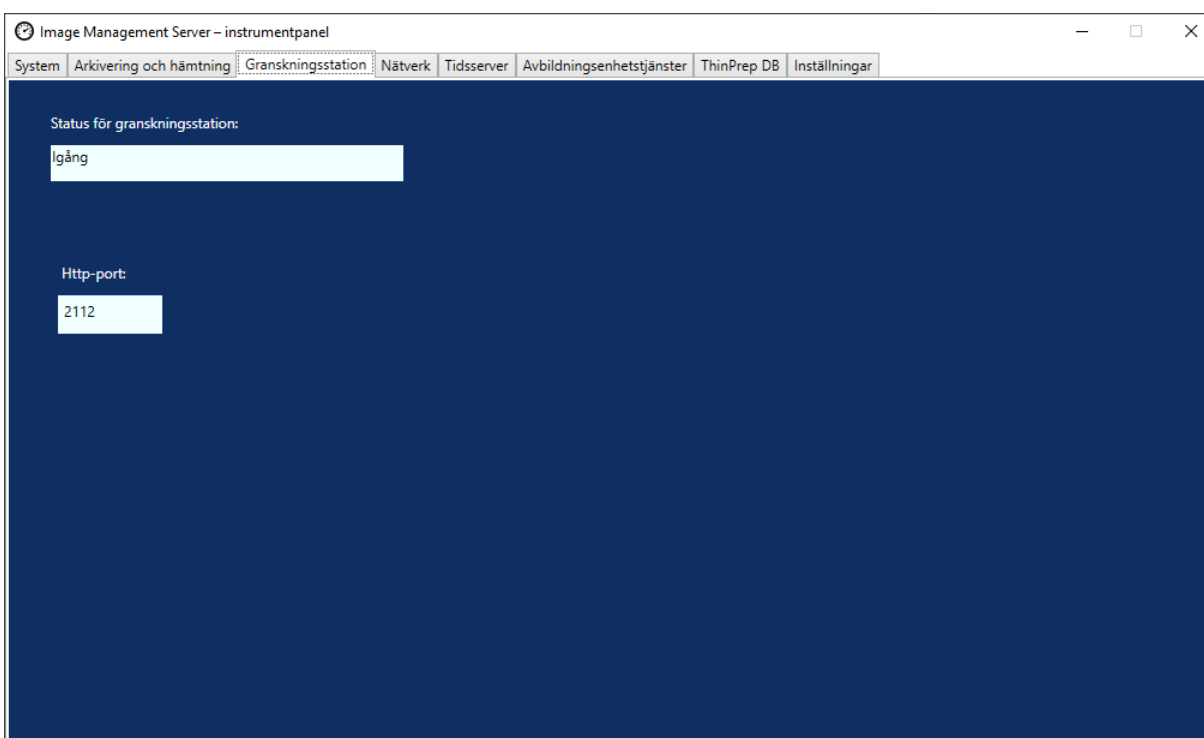 Image Management Server – instrumentpanel
System Arkivering och hämtning Granskningsstation Nätverk Tidsserver Avbildningsenhetstjänster ThinPrep DB Inställningar
Status för granskningsstation:
Igång
Http-port:
2112